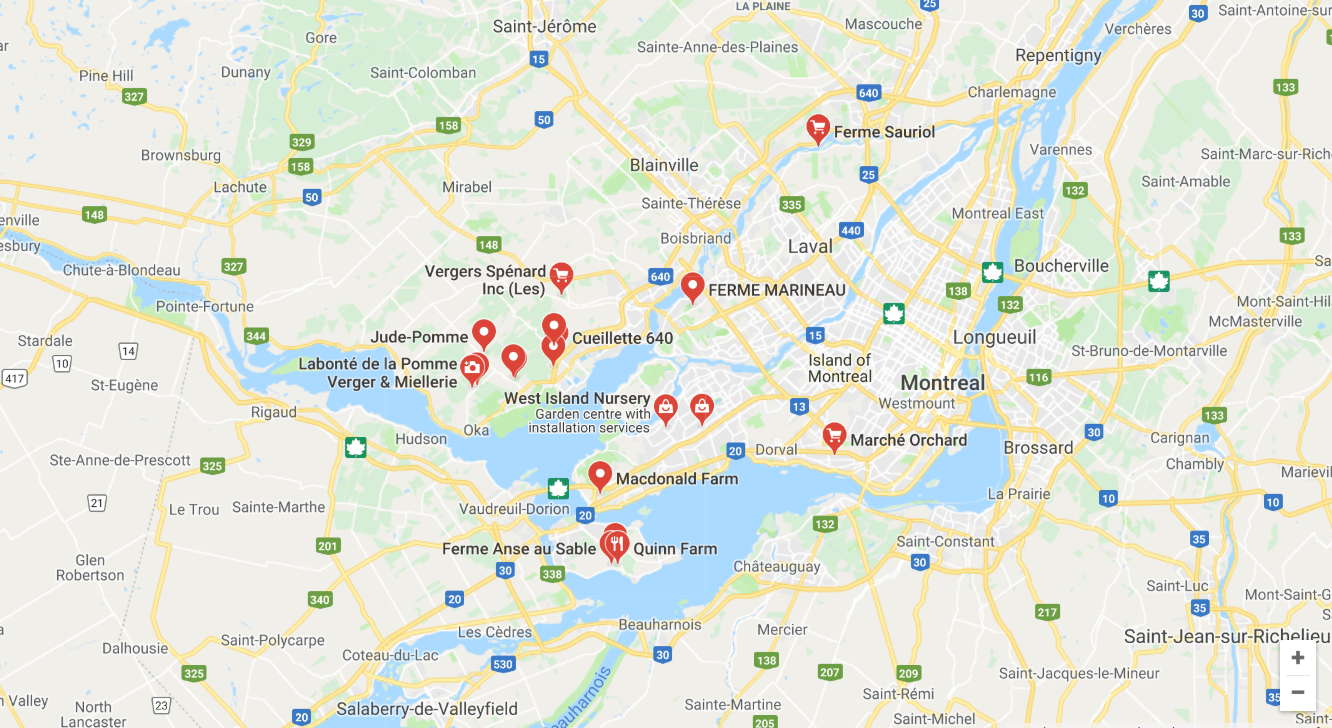 LA PLAINE
25
30
Saint-Antoine-sur
Saint-Jérôme
Mascouche
Verchères
Gore
Sainte-Anne-des-Plaines
Repentigny
15
Dunany
Saint-Colomban
Pine Hill
327
640
Charlemagne
133
50
158
Ferme Sauriol
329
Brownsburg
158
Blainville
Varennes
Saint-Marc-sur-Rich
25
Saint-Amable
Lachute
50
Mirabel
132
Sainte-Thérèse
335
148
Montreal East
enville
440
133
esbury
148
Boisbriand
Laval
327
Chute-à-Blondeau
Vergers Spénard
Inc (Les)
640
Boucherville
FERME MARINEAU
138
132
Mont-Saint-Hil
Pointe-Fortune
McMasterville
344
Jude-Pomme
Cueillette 640
15
Longueuil
Stardale
14
10
Saint-Bruno-de-Montarville
Island of
Montreal
Labonté de la Pomme
Verger & Miellerie
417
St-Eugène
Montreal
116
West Island Nursery
Garden centre with
installation services
Westmount
13
Rigaud
133
Oka
Hudson
30
Carignan
Marché Orchard
20
Dorval
Brossard
Ste-Anne-de-Prescott
325
Chambly
Marievil
Macdonald Farm
21
Le Trou
Sainte-Marthe
Vaudreuil-Dorion
20
La Prairie
10
10
132
201
Ferme Anse au Sable
Quinn Farm
Saint-Constant
35
Glen
Robertson
30
338
30
Châteauguay
Saint-Luc
340
20
Mont-Saint-G
35
217
Beauharnois
Mercier
Les Cèdres
Saint-Jean-sur-Richelieu
Saint-Polycarpe
Dalhousie
Coteau-du-Lac
30
530
138
207
209
325
Saint-Jacques-le-Mineur
Valley
North
Lancaster
23
Salaberry-de-Valleyfield
20
Sainte-Martine
205
Saint-Rémi
Saint-Michel
35
+
−